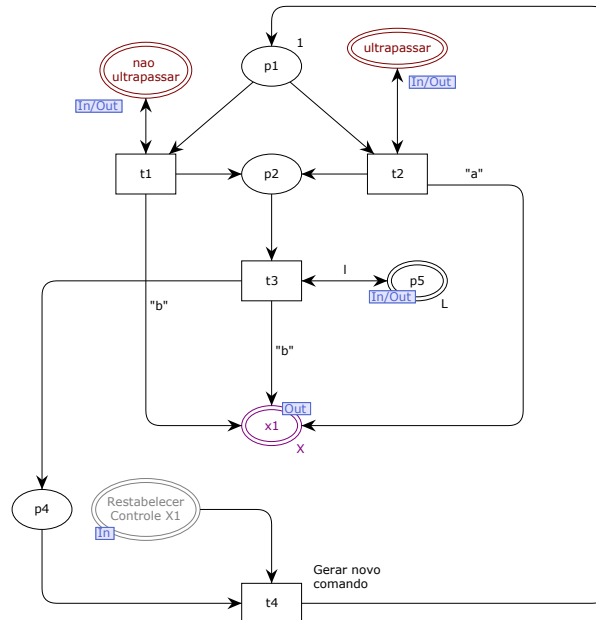 1
p1
nao
ultrapassar
In/Out
ultrapassar
In/Out
t1
p2
t2
"a"
t3
l
p5
In/Out
L
"b"
"b"
Out
x1
X
p4
Restabelecer
Controle X1
In
Gerar novo
comando
t4